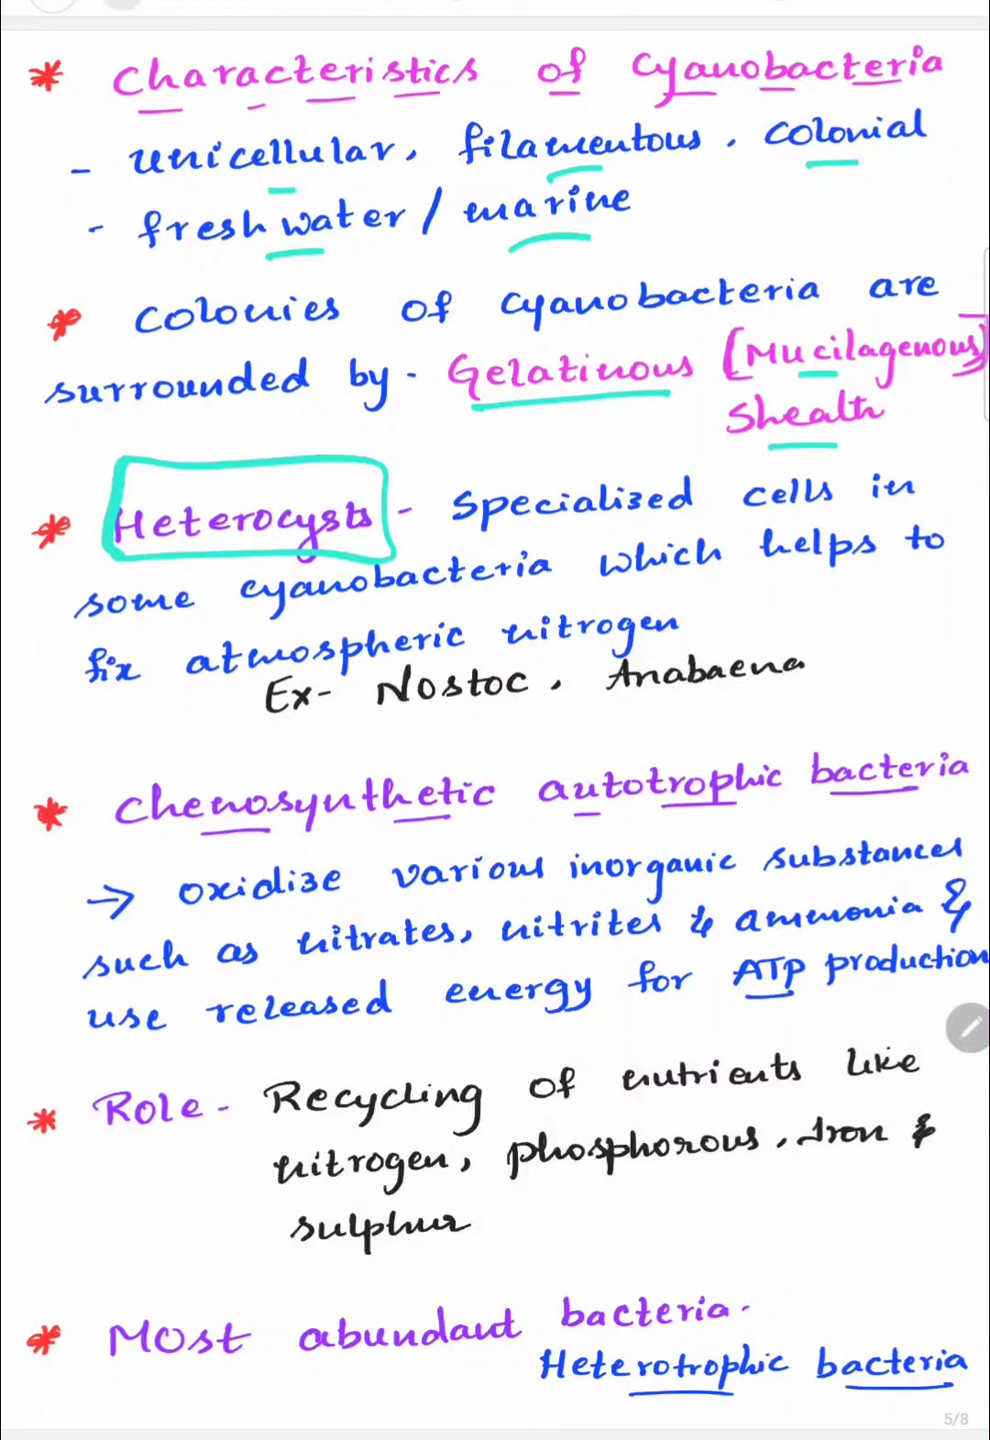 * Characteristics of Cyanobacteria
- unicellular, filamentous, colonial
- fresh water / marine
* Colonies of cyanobacteria are
surrounded by - Gelatinous [Mucilagenous]
Shealth
* Heterocysts - Specialised cells in
some cyanobacteria which helps to
fix atmospheric nitrogen
Ex- Nostoc, Anabaena
* Chemosynthetic autotrophic bacteria
→ oxidise various inorganic substances
such as nitrates, nitrites & ammonia &
use released energy for ATP production
* Role - Recycling of nutrients like
nitrogen, phosphorous, Iron &
sulphur
* Most abundant bacteria -
Heterotrophic bacteria
5/8